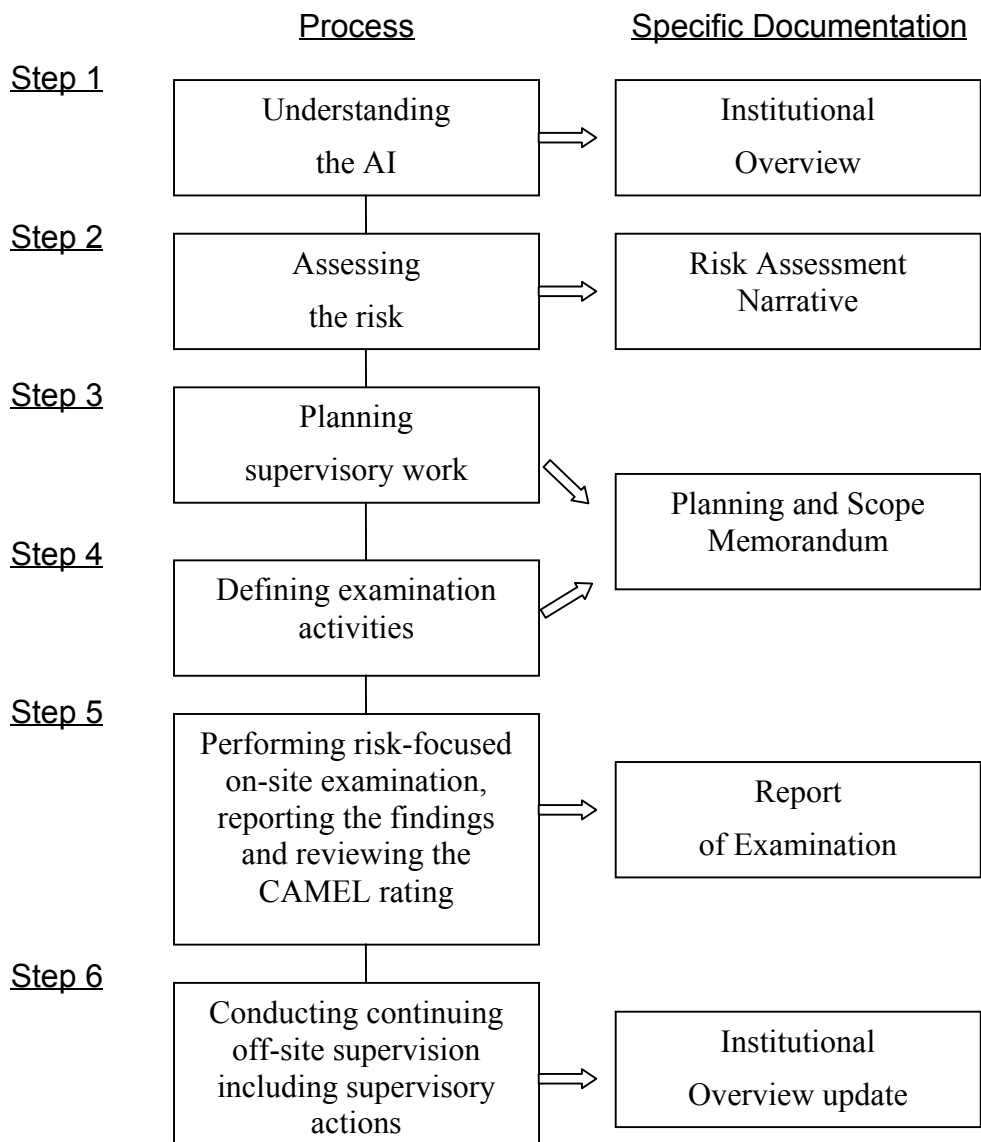 Process
Specific Documentation
Step 1
Understanding
the AI
Institutional
Overview
Step 2
Assessing
the risk
Risk Assessment
Narrative
Step 3
Planning
supervisory work
Planning and Scope
Memorandum
Step 4
Defining examination
activities
Step 5
Performing risk-focused
on-site examination,
reporting the findings
and reviewing the
CAMEL rating
Report
of Examination
Step 6
Conducting continuing
off-site supervision
including supervisory
actions
Institutional
Overview update